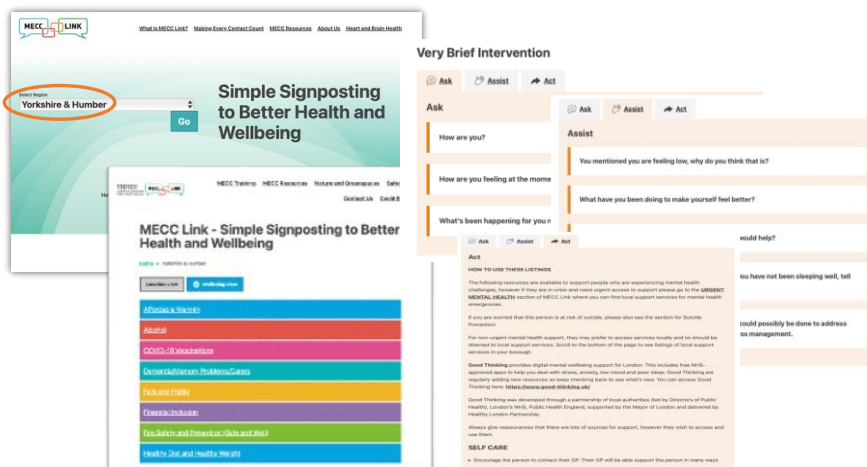 MECC LINK
What is MECC Link? Making Every Contact Count MECC Resources About Us Heart and Brain Health
Select Region
Yorkshire & Humber
Go
Simple Signposting
to Better Health and
Wellbeing
MECC LINK
MECC Training MECC Resources Nature and Greenspaces
Contact Us
MECC Link - Simple Signposting to Better
Health and Wellbeing
Home > Yorkshire & Humber
Wellbeing View
Affordable Warmth
Alcohol
COVID-19 Vaccinations
Dementia/Memory Problems/Carers
Falls and Frailty
Financial Inclusion
Fire Safety and Prevention (Safe and Well)
Healthy Diet and Healthy Weight
Very Brief Intervention
Ask Assist Act
Ask
How are you?
How are you feeling at the mome
What's been happening for you
Ask Assist Act
Assist
You mentioned you are feeling low, why do you think that is?
What have you been doing to make yourself feel better?
would help?
you have not been sleeping well, tell
could possibly be done to address
ss management.
Ask Assist Act
Act
HOW TO USE THESE LISTINGS
The following resources are available to support people who are experiencing mental health
challenges, however if they are in crisis and need urgent access to support please go to the URGENT
MENTAL HEALTH section of MECC Link where you can find local support services for mental health
emergencies.
If you are worried that this person is at risk of suicide, please also see the section for Suicide
Prevention
For non-urgent mental health support, they may prefer to access services locally and so should be
directed to local support services. Scroll to the bottom of the page to see listings of local support
services in your borough.
Good Thinking provides digital mental wellbeing support for London. This includes free NHS-
approved apps to help you deal with stress, anxiety, low mood and poor sleep. Good Thinking are
regularly adding new resources so keep checking back to see what's new. You can access Good
Thinking here: https://www.good-thinking.uk/
Good Thinking was developed through a partnership of local authorities (led by Directors of Public
Health), London's NHS, Public Health England, supported by the Mayor of London and delivered by
Healthy London Partnership.
Always give reassurances that there are lots of sources for support, however they wish to access and
use them.
SELF CARE
• Encourage the person to contact their GP. Their GP will be able support the person in many ways